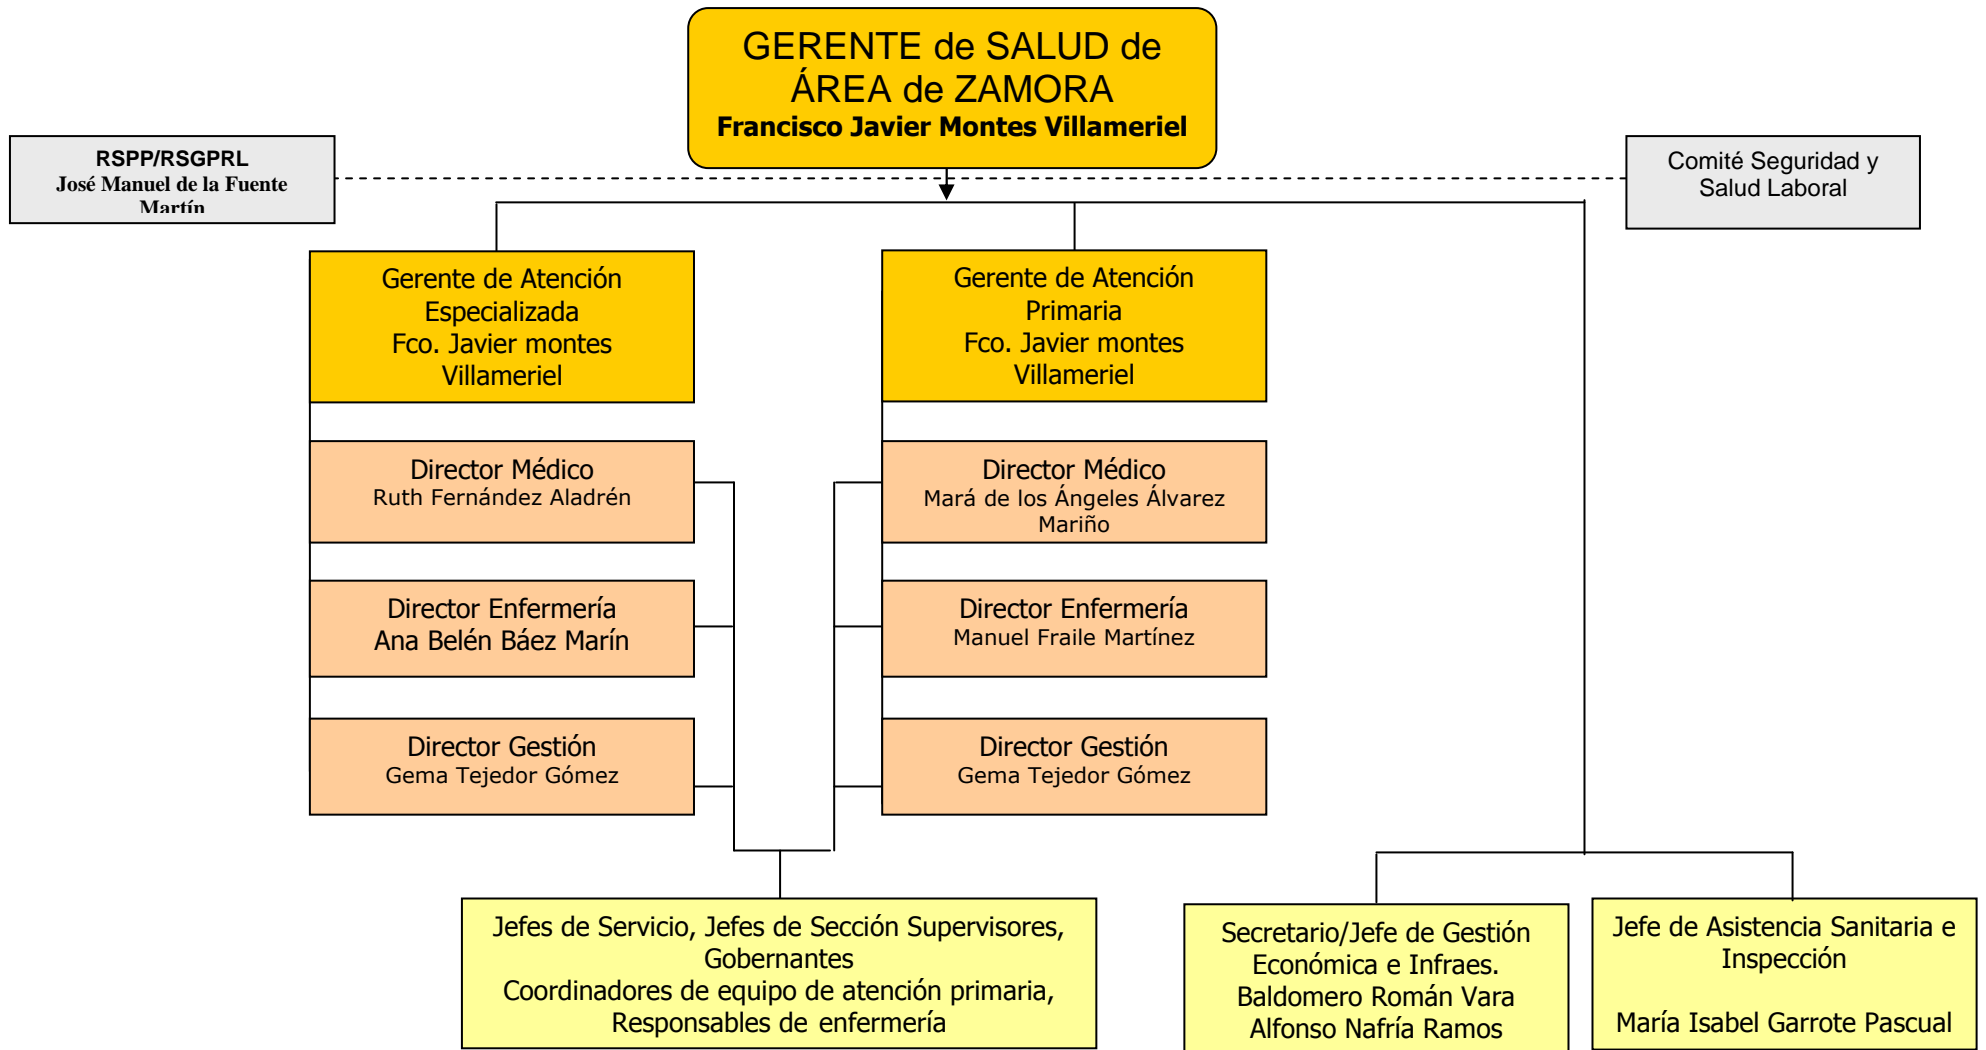 GERENTE de SALUD de
ÁREA de ZAMORA
Francisco Javier Montes Villameriel
RSPP/RSGPRL
José Manuel de la Fuente
Martín
Comité Seguridad y
Salud Laboral
Gerente de Atención
Especializada
Fco. Javier montes
Villameriel
Gerente de Atención
Primaria
Fco. Javier montes
Villameriel
Director Médico
Ruth Fernández Aladrén
Director Médico
Mará de los Ángeles Álvarez
Mariño
Director Enfermería
Ana Belén Báez Marín
Director Enfermería
Manuel Fraile Martínez
Director Gestión
Gema Tejedor Gómez
Director Gestión
Gema Tejedor Gómez
Jefes de Servicio, Jefes de Sección Supervisores,
Gobernantes
Coordinadores de equipo de atención primaria,
Responsables de enfermería
Secretario/Jefe de Gestión
Económica e Infraes.
Baldomero Román Vara
Alfonso Nafría Ramos
Jefe de Asistencia Sanitaria e
Inspección
María Isabel Garrote Pascual